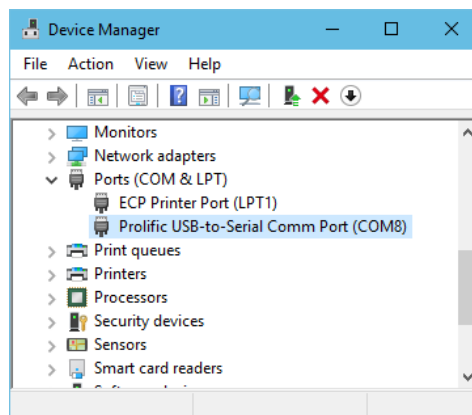 Device Manager
File Action View Help
Monitors
Network adapters
Ports (COM & LPT)
ECP Printer Port (LPT1)
Prolific USB-to-Serial Comm Port (COM8)
Print queues
Printers
Processors
Security devices
Sensors
Smart card readers